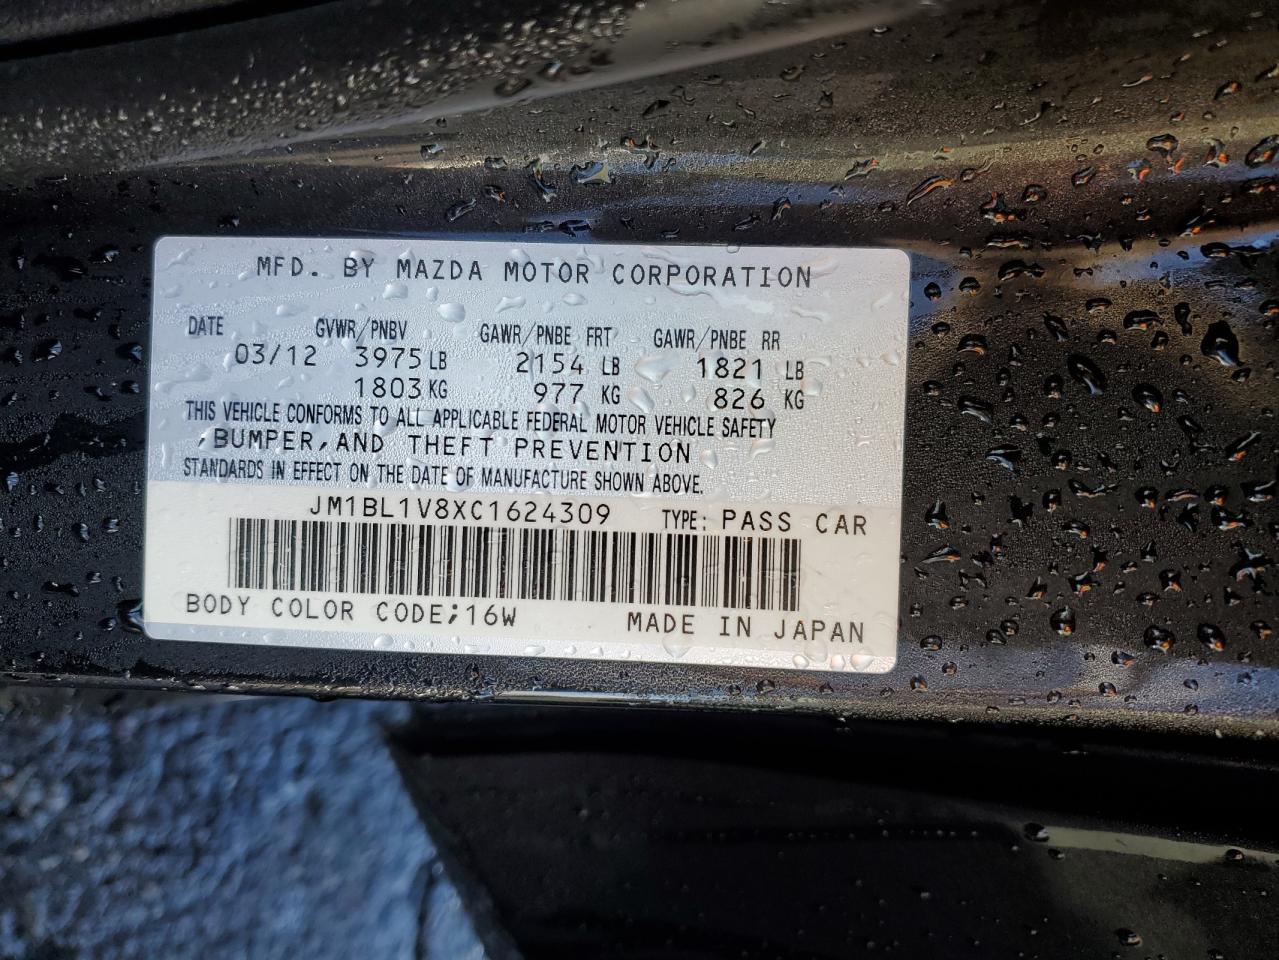 MFD. BY MAZDA MOTOR CORPORATION
DATE GVWR/PNBV GAWR/PNBE FRT GAWR/PNBE RR
03/12 3975 LB 2154 LB 1821 LB
1803 KG 977 KG 826 KG
THIS VEHICLE CONFORMS TO ALL APPLICABLE FEDERAL MOTOR VEHICLE SAFETY
,BUMPER,AND THEFT PREVENTION
STANDARDS IN EFFECT ON THE DATE OF MANUFACTURE SHOWN ABOVE.
JM1BL1V8XC1624309 TYPE: PASS CAR
BODY COLOR CODE;16W MADE IN JAPAN